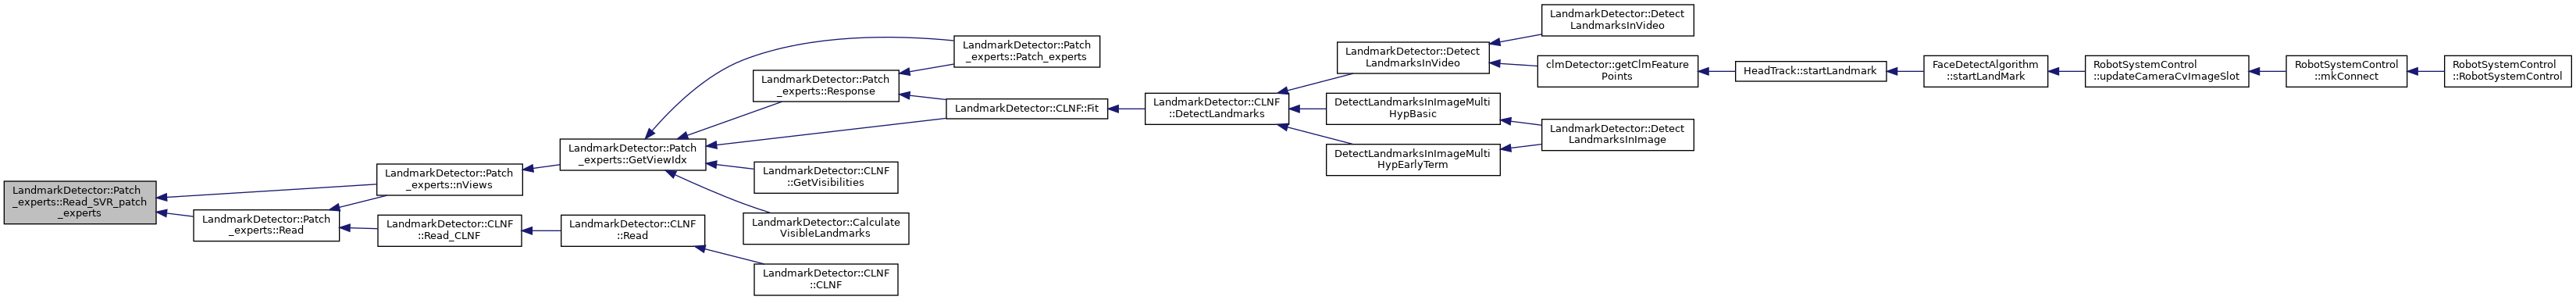 LandmarkDetector::Patch
_experts::Read_SVR_patch
_experts
LandmarkDetector::Patch
_experts::nViews
LandmarkDetector::Patch
_experts::Read
LandmarkDetector::Patch
_experts::GetViewIdx
LandmarkDetector::CLNF
::Read_CLNF
LandmarkDetector::CLNF
::Read
LandmarkDetector::Patch
_experts::Response
LandmarkDetector::CLNF
::GetVisibilities
LandmarkDetector::Calculate
VisibleLandmarks
LandmarkDetector::CLNF
::CLNF
LandmarkDetector::Patch
_experts::Patch_experts
LandmarkDetector::CLNF::Fit
LandmarkDetector::CLNF
::DetectLandmarks
LandmarkDetector::Detect
LandmarksInVideo
DetectLandmarksInImageMulti
HypBasic
DetectLandmarksInImageMulti
HypEarlyTerm
LandmarkDetector::Detect
LandmarksInVideo
clmDetector::getClmFeature
Points
LandmarkDetector::Detect
LandmarksInImage
HeadTrack::startLandmark
FaceDetectAlgorithm
::startLandMark
RobotSystemControl
::updateCameraCvImageSlot
RobotSystemControl
::mkConnect
RobotSystemControl
::RobotSystemControl